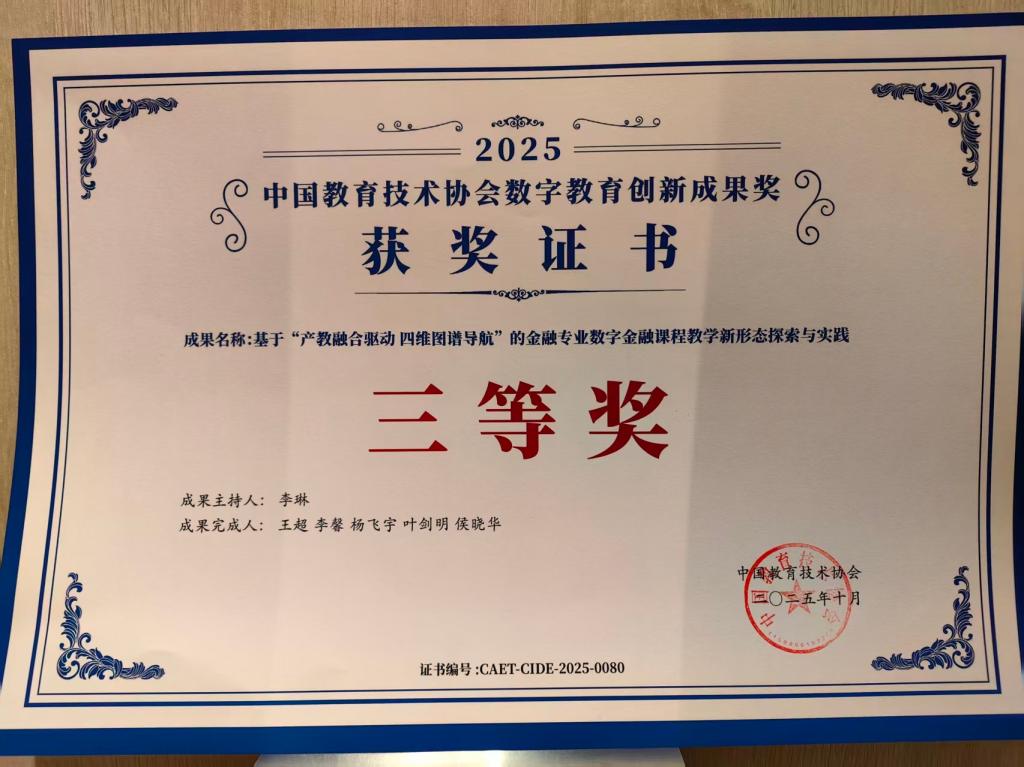 2025
中国教育技术协会数字教育创新成果奖
获奖证书
成果名称:基于“产教融合驱动 四维图谱导航”的金融专业数字金融课程教学新形态探索与实践
三等奖
成果主持人: 李琳
成果完成人: 王超 李馨 杨飞宇 叶剑明 侯晓华
中国教育技术协会
二〇二五年十月
证书编号:CAET-CIDE-2025-0080